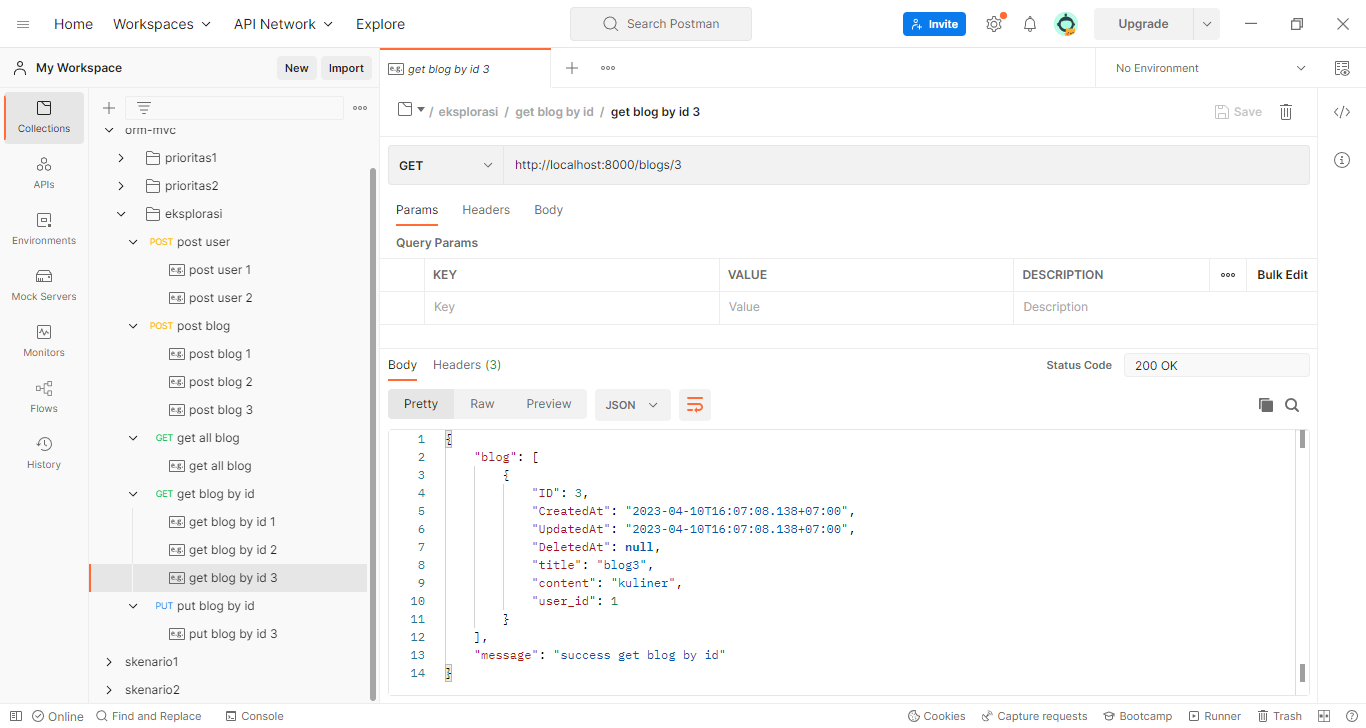 Home Workspaces API Network Explore Search Postman Invite Upgrade
My Workspace New Import
get blog by id 3
No Environment
Collections
APIs
Environments
Mock Servers
Monitors
Flows
History
orm-mvc
prioritas1
prioritas2
eksplorasi
POST post user
e.g. post user 1
e.g. post user 2
POST post blog
e.g. post blog 1
e.g. post blog 2
e.g. post blog 3
GET get all blog
e.g. get all blog
GET get blog by id
e.g. get blog by id 1
e.g. get blog by id 2
e.g. get blog by id 3
PUT put blog by id
e.g. put blog by id 3
skenario1
skenario2
/ eksplorasi / get blog by id / get blog by id 3 Save
GET http://localhost:8000/blogs/3
Params Headers Body
Query Params
KEY VALUE DESCRIPTION Bulk Edit
Key Value Description
Body Headers (3) Status Code 200 OK
Pretty Raw Preview JSON
1 {
2 "blog": [
3 {
4 "ID": 3,
5 "CreatedAt": "2023-04-10T16:07:08.138+07:00",
6 "UpdatedAt": "2023-04-10T16:07:08.138+07:00",
7 "DeletedAt": null,
8 "title": "blog3",
9 "content": "kuliner",
10 "user_id": 1
11 }
12 ],
13 "message": "success get blog by id"
14 }
Online Find and Replace Console Cookies Capture requests Bootcamp Runner Trash